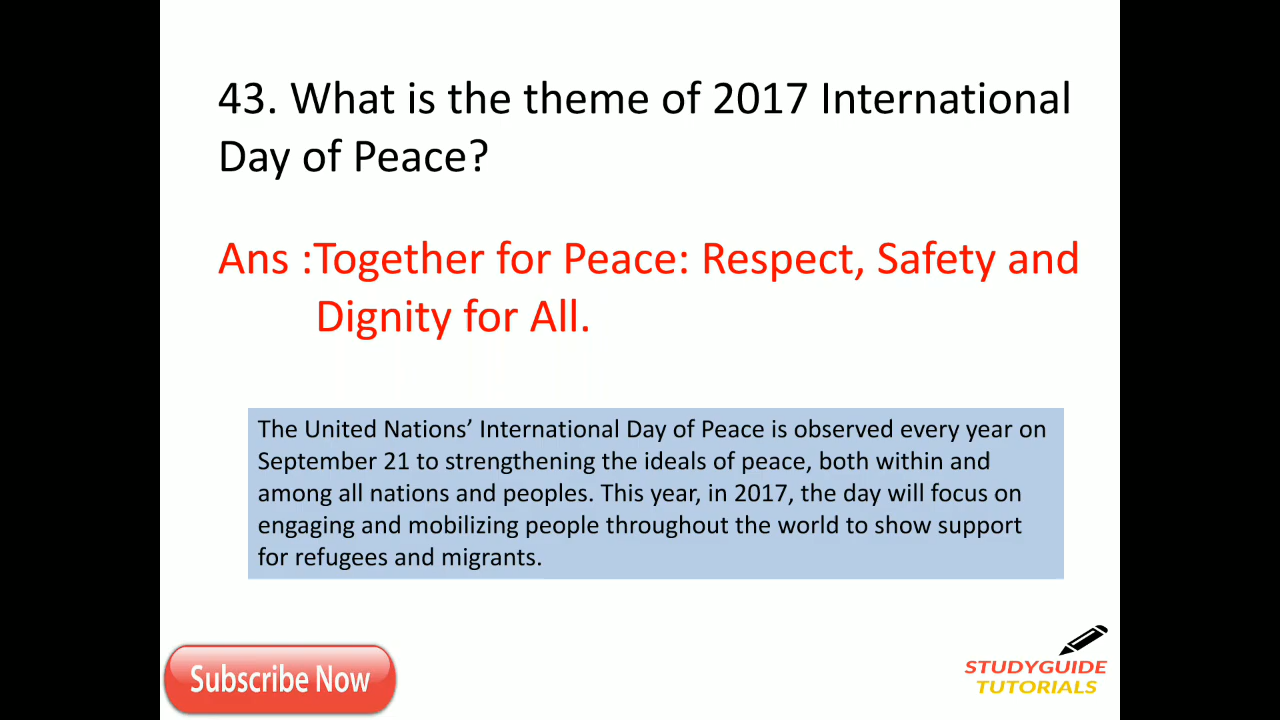 43. What is the theme of 2017 International
Day of Peace?
Ans :Together for Peace: Respect, Safety and
Dignity for All.
The United Nations’ International Day of Peace is observed every year on
September 21 to strengthening the ideals of peace, both within and
among all nations and peoples. This year, in 2017, the day will focus on
engaging and mobilizing people throughout the world to show support
for refugees and migrants.
Subscribe Now
STUDYGUIDE
TUTORIALS